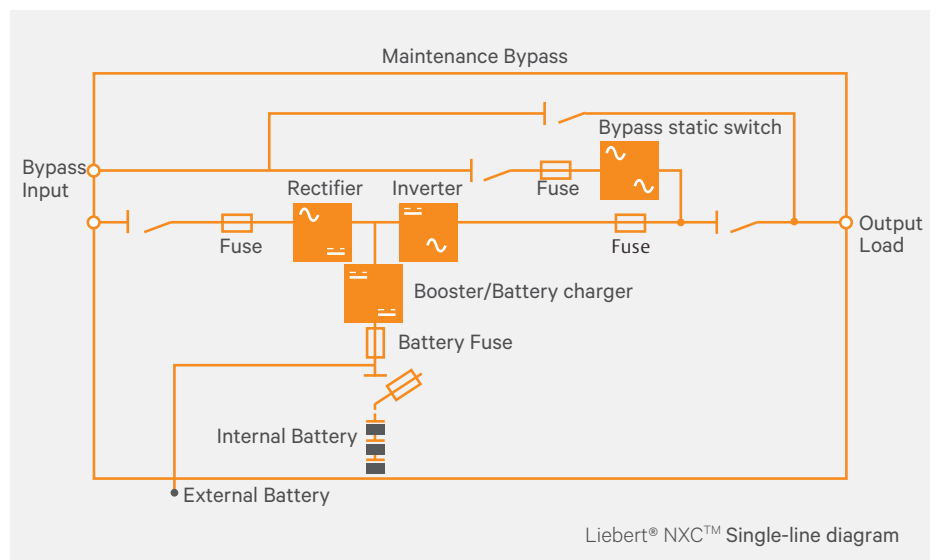 Maintenance Bypass
Bypass static switch
Bypass
Input
Fuse
Rectifier
Inverter
Fuse
Fuse
Output
Load
Booster/Battery charger
Battery Fuse
Internal Battery
External Battery
Liebert® NXC™ Single-line diagram